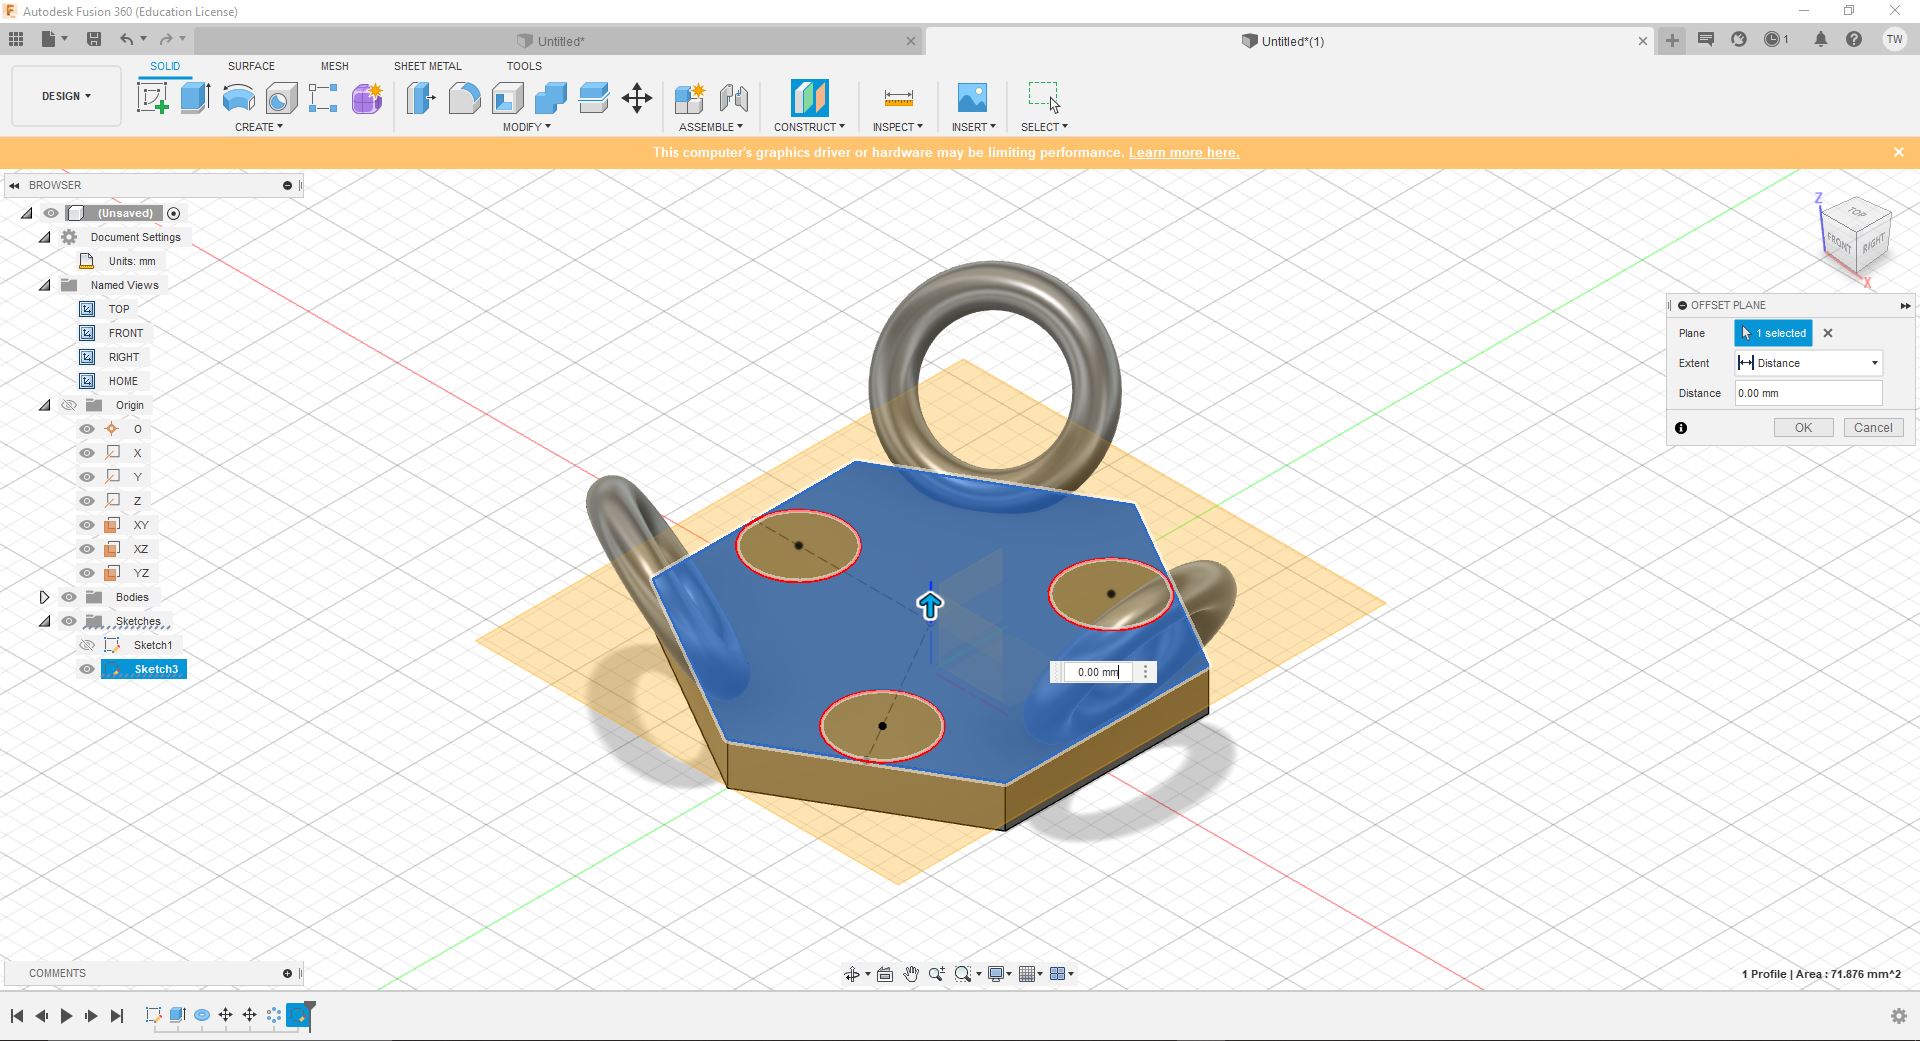 Autodesk Fusion 360 (Education License)
Untitled*
Untitled*(1)
1
TW
DESIGN
SOLID
SURFACE
MESH
SHEET METAL
TOOLS
CREATE
MODIFY
ASSEMBLE
CONSTRUCT
INSPECT
INSERT
SELECT
This computer's graphics driver or hardware may be limiting performance. Learn more here.
BROWSER
(Unsaved)
Document Settings
Units: mm
Named Views
TOP
FRONT
RIGHT
HOME
Origin
O
X
Y
Z
XY
XZ
YZ
Bodies
Sketches
Sketch1
Sketch3
Z
TOP
FRONT
RIGHT
X
OFFSET PLANE
Plane
1 selected
Extent
Distance
Distance
0.00 mm
OK
Cancel
0.00 mm
COMMENTS
1 Profile | Area : 71.876 mm^2